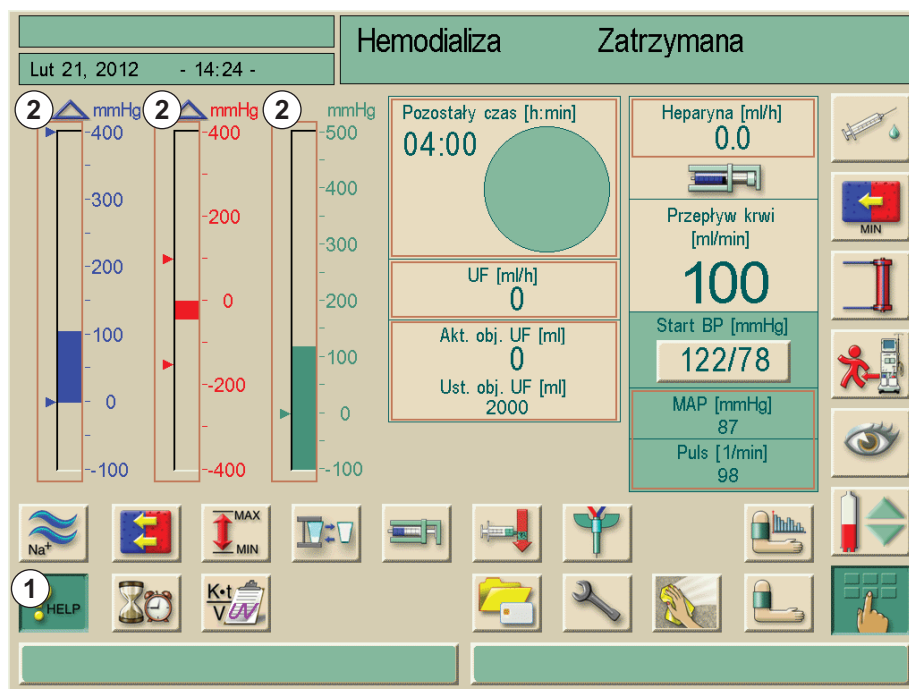 Hemodializa Zatrzymana
Lut 21, 2012 - 14:24 -
2 mmHg
400
300
200
100
0
-100
2 mmHg
400
200
0
-200
-400
2 mmHg
500
400
300
200
100
0
-100
Pozostały czas [h:min]
04:00
UF [ml/h]
0
Akt. obj. UF [ml]
0
Ust. obj. UF [ml]
2000
Heparyna [ml/h]
0.0
Przepływ krwi
[ml/min]
100
Start BP [mmHg]
122/78
MAP [mmHg]
87
Puls [1/min]
98
MIN
Na+
MAX
MIN
1
HELP
K•t
V
UV